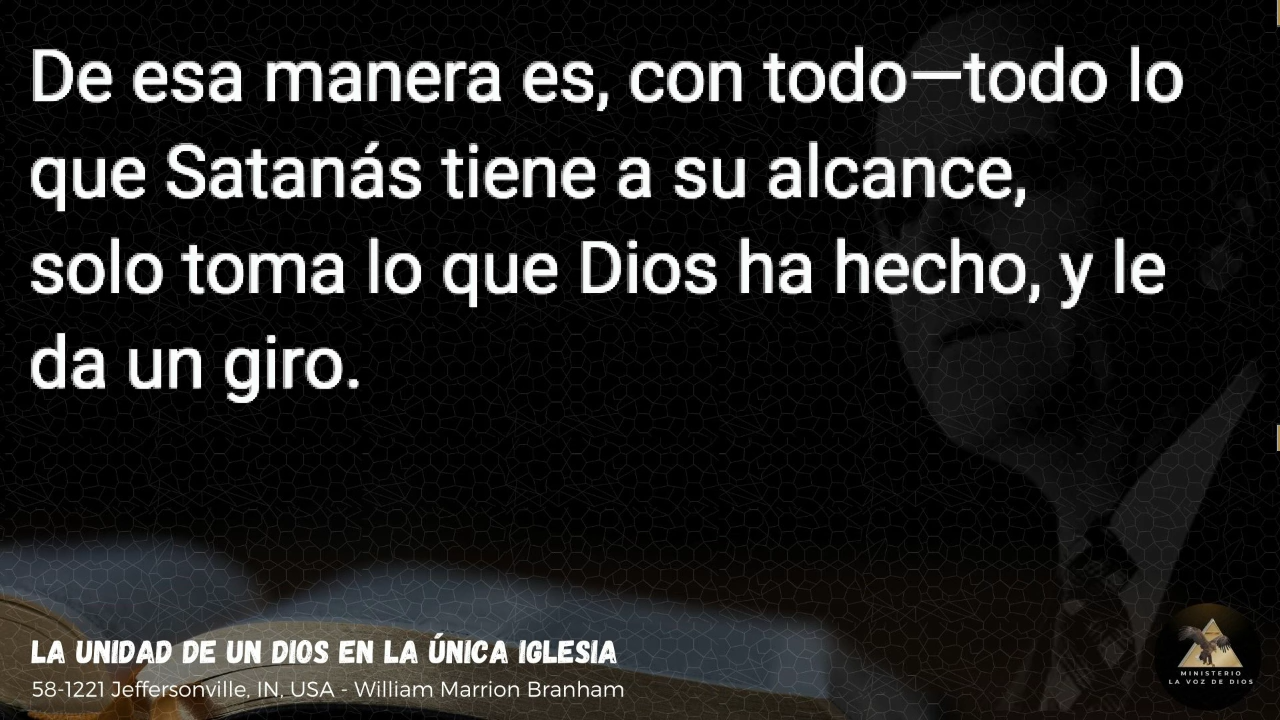 De esa manera es, con todo—todo lo
que Satanás tiene a su alcance,
solo toma lo que Dios ha hecho, y le
da un giro.
LA UNIDAD DE UN DIOS EN LA ÚNICA IGLESIA
58-1221 Jeffersonville, IN, USA - William Marrion Branham
MINISTERIO
LA VOZ DE DIOS